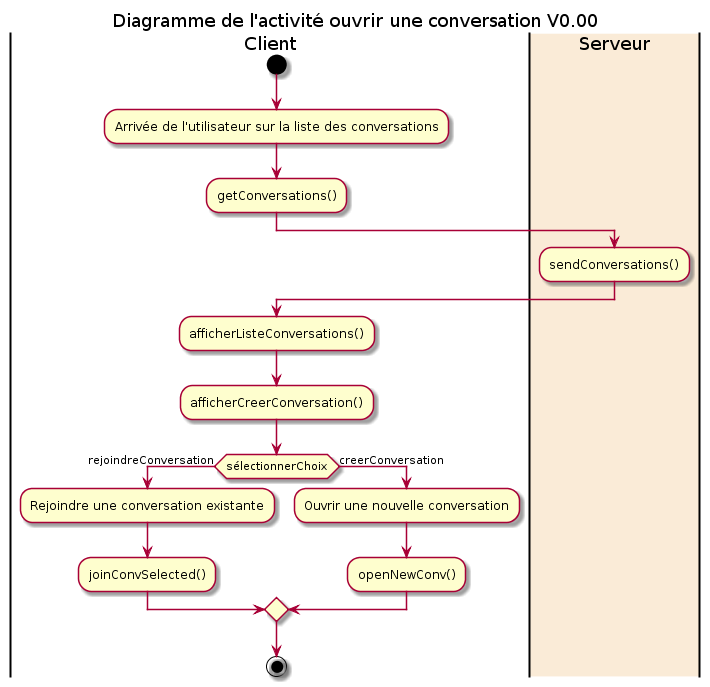 Diagramme de l'activité ouvrir une conversation V0.00
Client
Serveur
Arrivée de l'utilisateur sur la liste des conversations
getConversations()
sendConversations()
afficherListeConversations()
afficherCreerConversation()
rejoindreConversation
sélectionnerChoix
creerConversation
Rejoindre une conversation existante
Ouvrir une nouvelle conversation
joinConvSelected()
openNewConv()